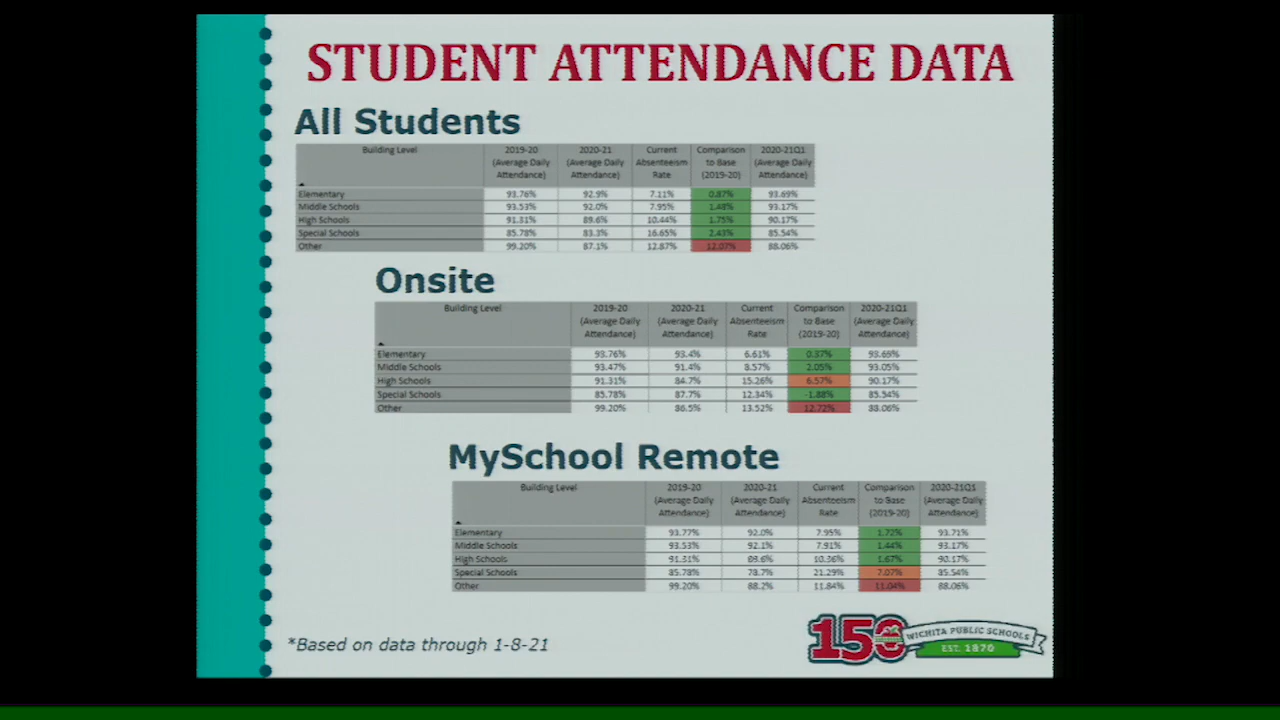 STUDENT ATTENDANCE DATA
All Students
Building Level 2019-20 (Average Daily Attendance) 2020-21 (Average Daily Attendance) Current Absenteeism Rate Comparison to Base (2019-20) 2020-21Q1 (Average Daily Attendance)
Elementary 93.76% 92.9% 7.11% 0.87% 93.69%
Middle Schools 93.53% 92.0% 7.95% 1.48% 93.17%
High Schools 91.31% 89.6% 10.44% 1.75% 90.17%
Special Schools 85.78% 83.3% 16.65% 2.43% 85.54%
Other 99.20% 87.1% 12.87% 12.07% 88.06%
Onsite
Building Level 2019-20 (Average Daily Attendance) 2020-21 (Average Daily Attendance) Current Absenteeism Rate Comparison to Base (2019-20) 2020-21Q1 (Average Daily Attendance)
Elementary 93.76% 93.4% 6.61% 0.37% 93.69%
Middle Schools 93.47% 91.4% 8.57% 2.05% 93.05%
High Schools 91.31% 84.7% 15.26% 6.57% 90.17%
Special Schools 85.78% 87.7% 12.34% -1.88% 85.54%
Other 99.20% 86.5% 13.52% 12.72% 88.06%
MySchool Remote
Building Level 2019-20 (Average Daily Attendance) 2020-21 (Average Daily Attendance) Current Absenteeism Rate Comparison to Base (2019-20) 2020-21Q1 (Average Daily Attendance)
Elementary 93.77% 92.0% 7.95% 1.72% 93.71%
Middle Schools 93.53% 92.1% 7.91% 1.44% 93.17%
High Schools 91.31% 89.6% 10.36% 1.67% 90.17%
Special Schools 85.78% 78.7% 21.29% 7.07% 85.54%
Other 99.20% 88.2% 11.84% 11.04% 88.06%
*Based on data through 1-8-21
150 WICHITA PUBLIC SCHOOLS
EST. 1870